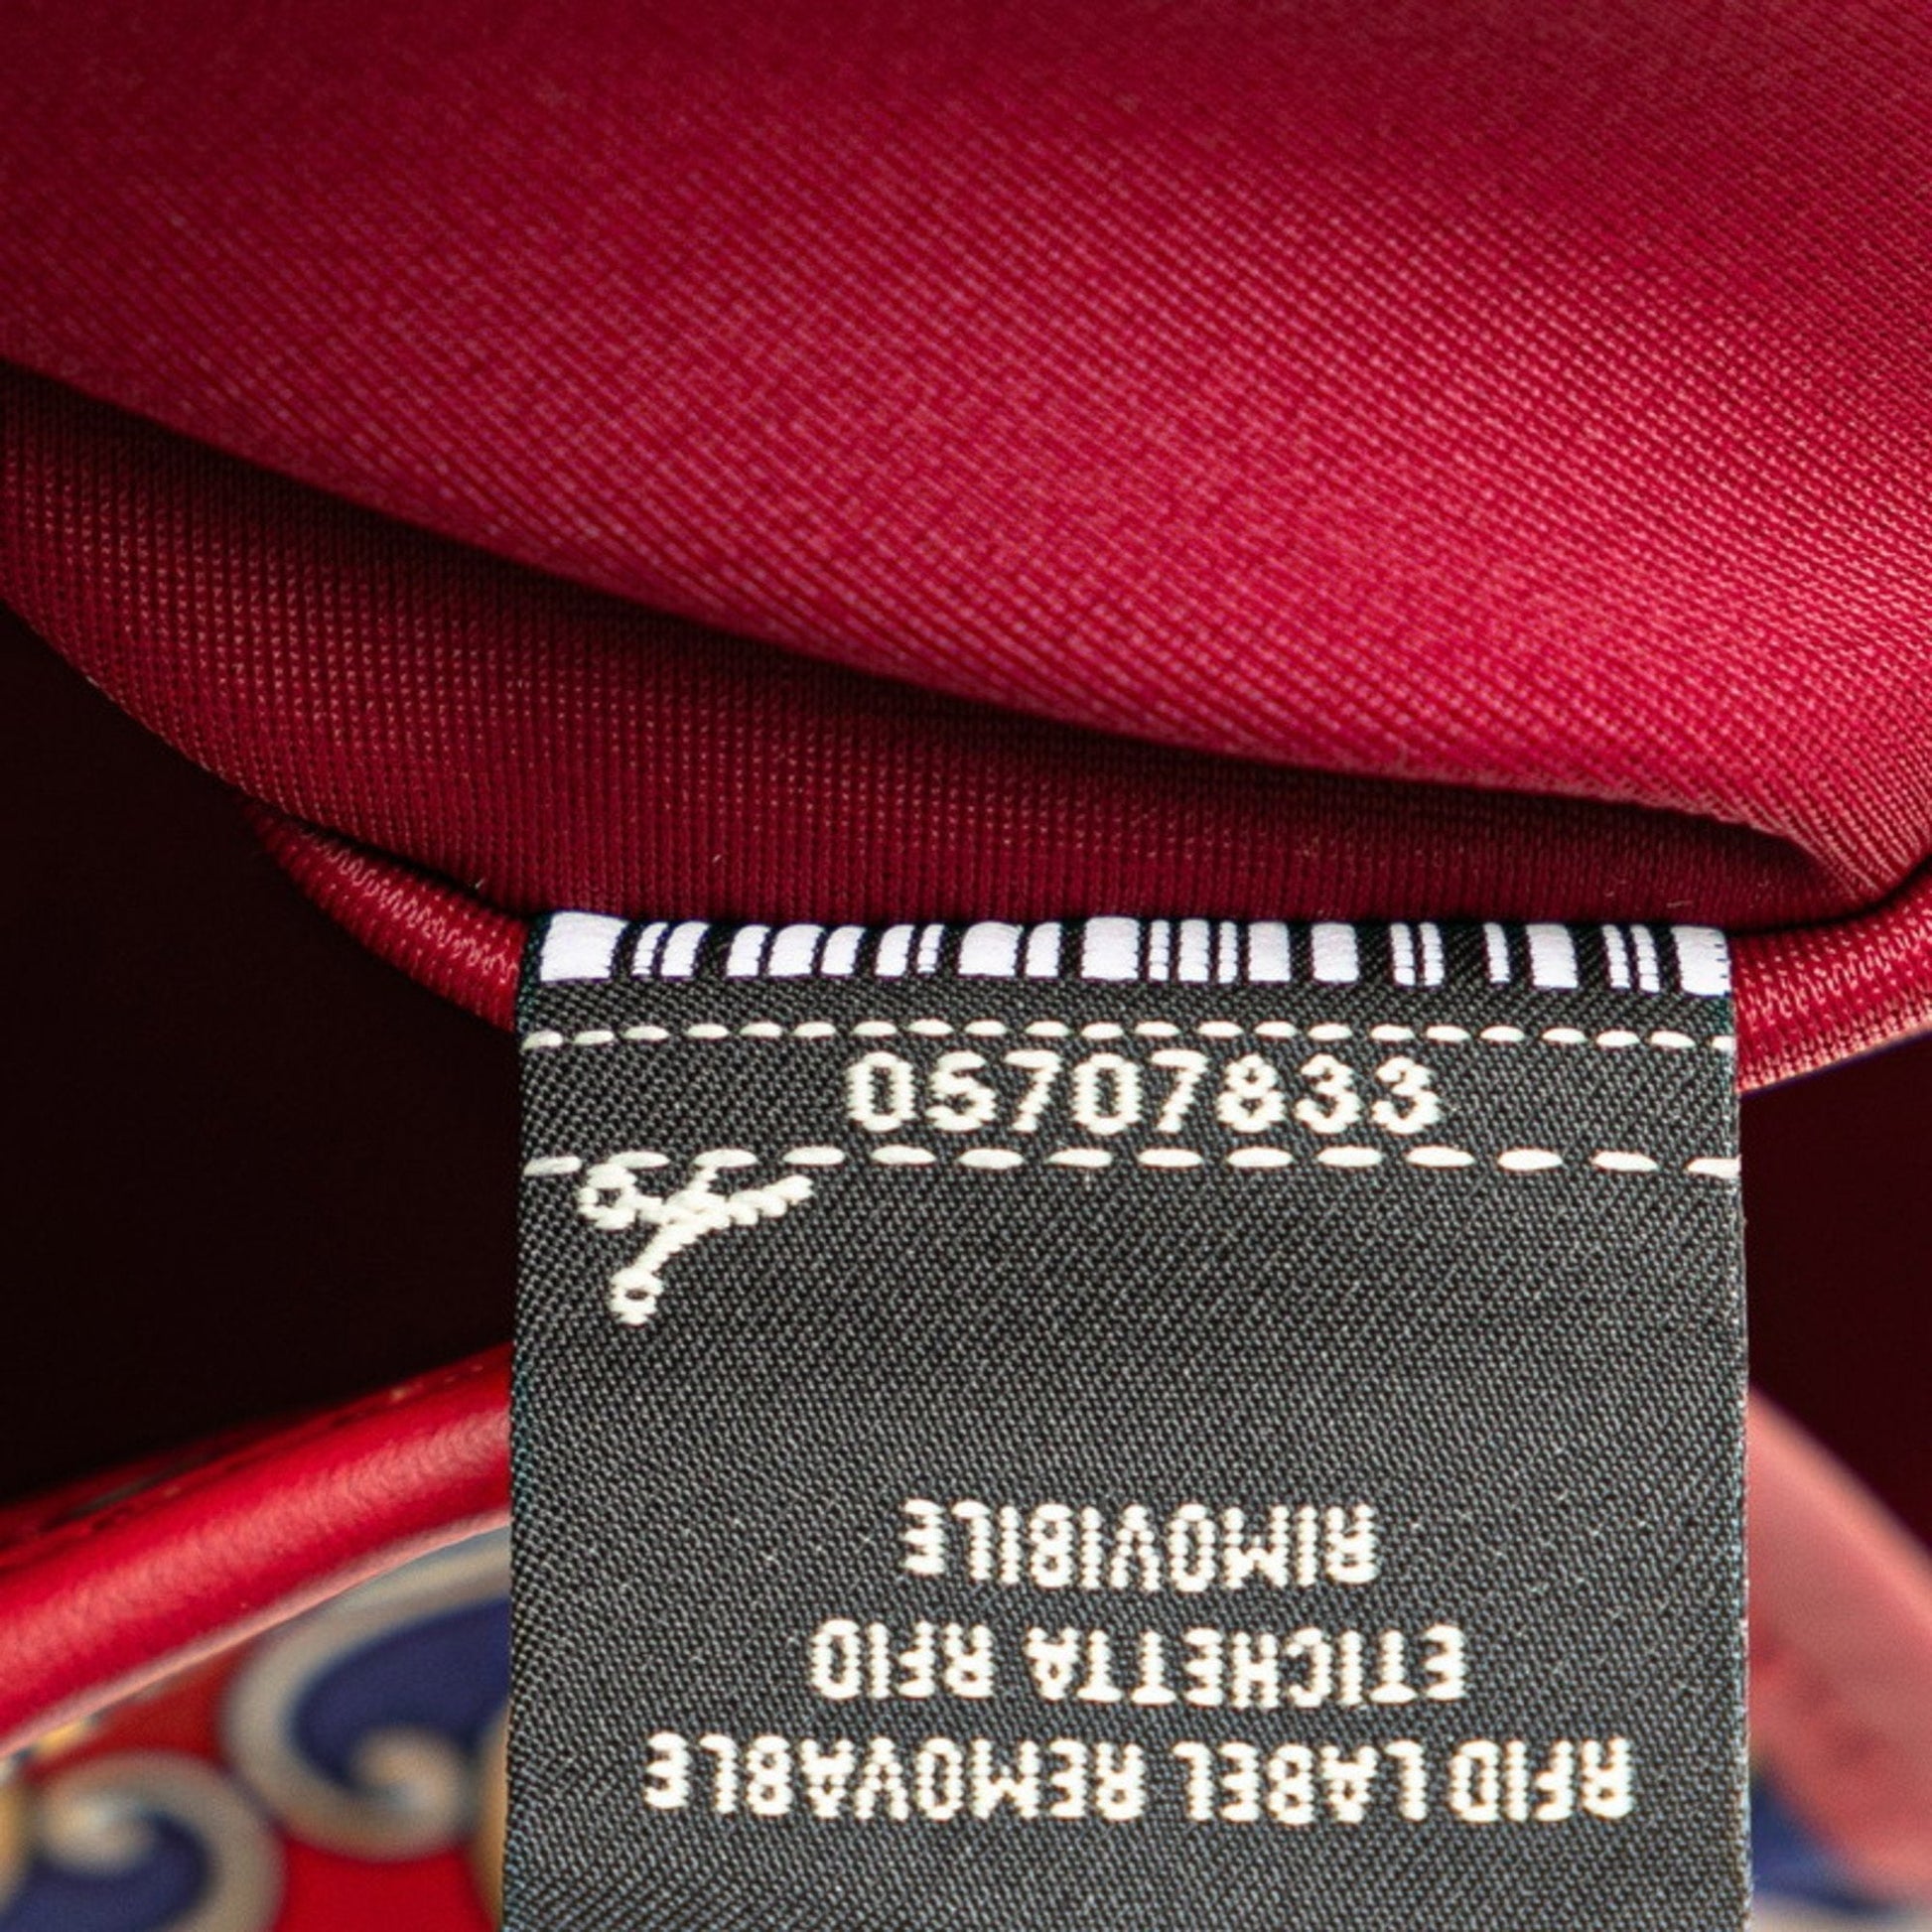 05707833
RFID LABEL REMOVABLE
ETICHETTA RFID
RIMOVIBILE